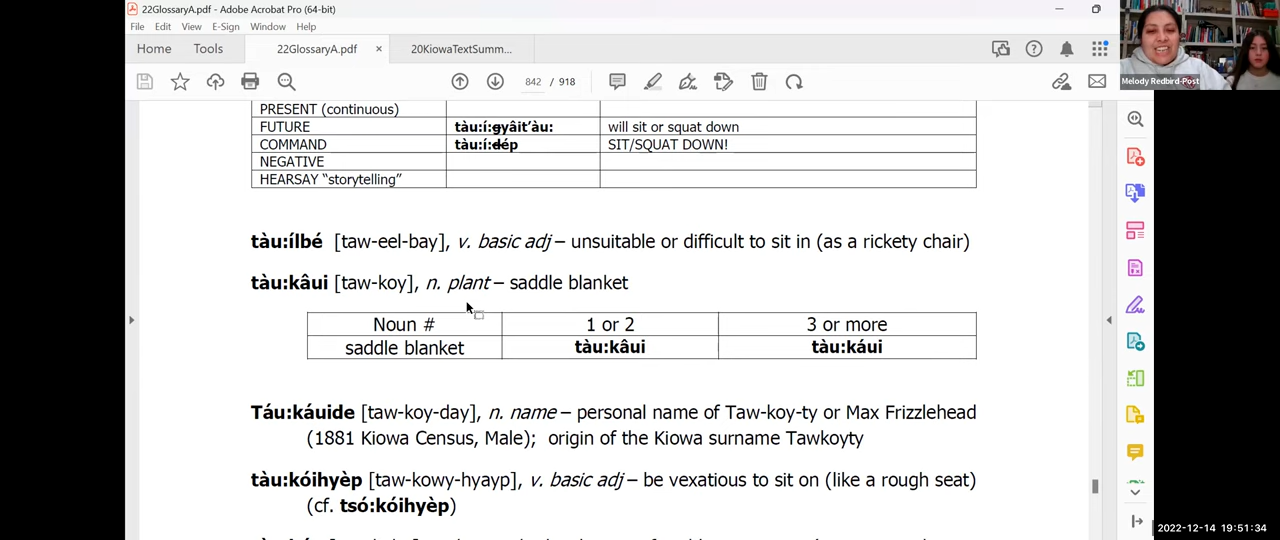 22GlossaryA.pdf - Adobe Acrobat Pro (64-bit)
File Edit View E-Sign Window Help
Home Tools 22GlossaryA.pdf × 20KiowaTextSumm...
842 / 918
Melody Redbird-Post
PRESENT (continuous)
FUTURE tàu:í:g̶yâit’àu: will sit or squat down
COMMAND tàu:í:d̶ép SIT/SQUAT DOWN!
NEGATIVE
HEARSAY “storytelling”
tàu:ílbé [taw-eel-bay], v. basic adj – unsuitable or difficult to sit in (as a rickety chair)
tàu:kâui [taw-koy], n. plant – saddle blanket
Noun # 1 or 2 3 or more
saddle blanket tàu:kâui tàu:káui
Táu:káuide [taw-koy-day], n. name – personal name of Taw-koy-ty or Max Frizzlehead
(1881 Kiowa Census, Male); origin of the Kiowa surname Tawkoyty
tàu:kóihyèp [taw-kowy-hyayp], v. basic adj – be vexatious to sit on (like a rough seat)
(cf. tsó:kóihyèp)
2022-12-14 19:51:34